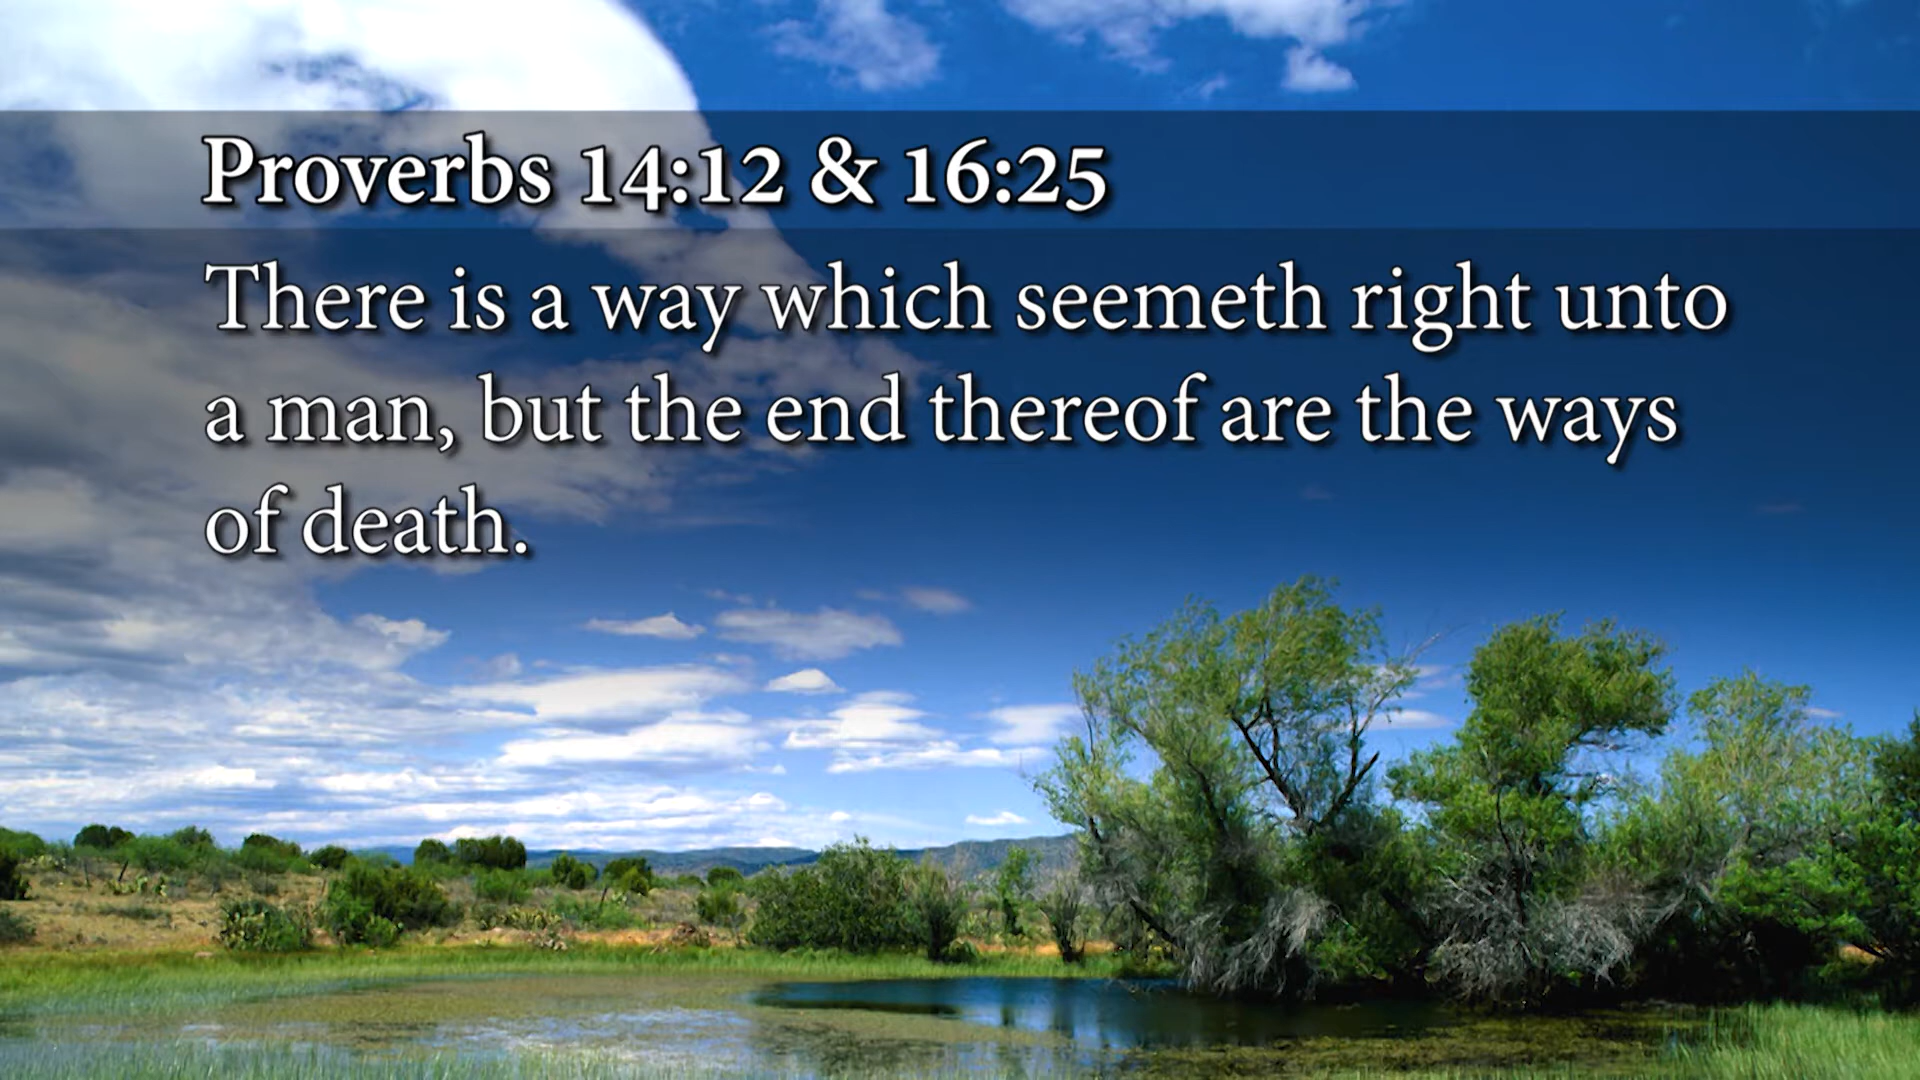 Proverbs 14:12 & 16:25
There is a way which seemeth right unto
a man, but the end thereof are the ways
of death.